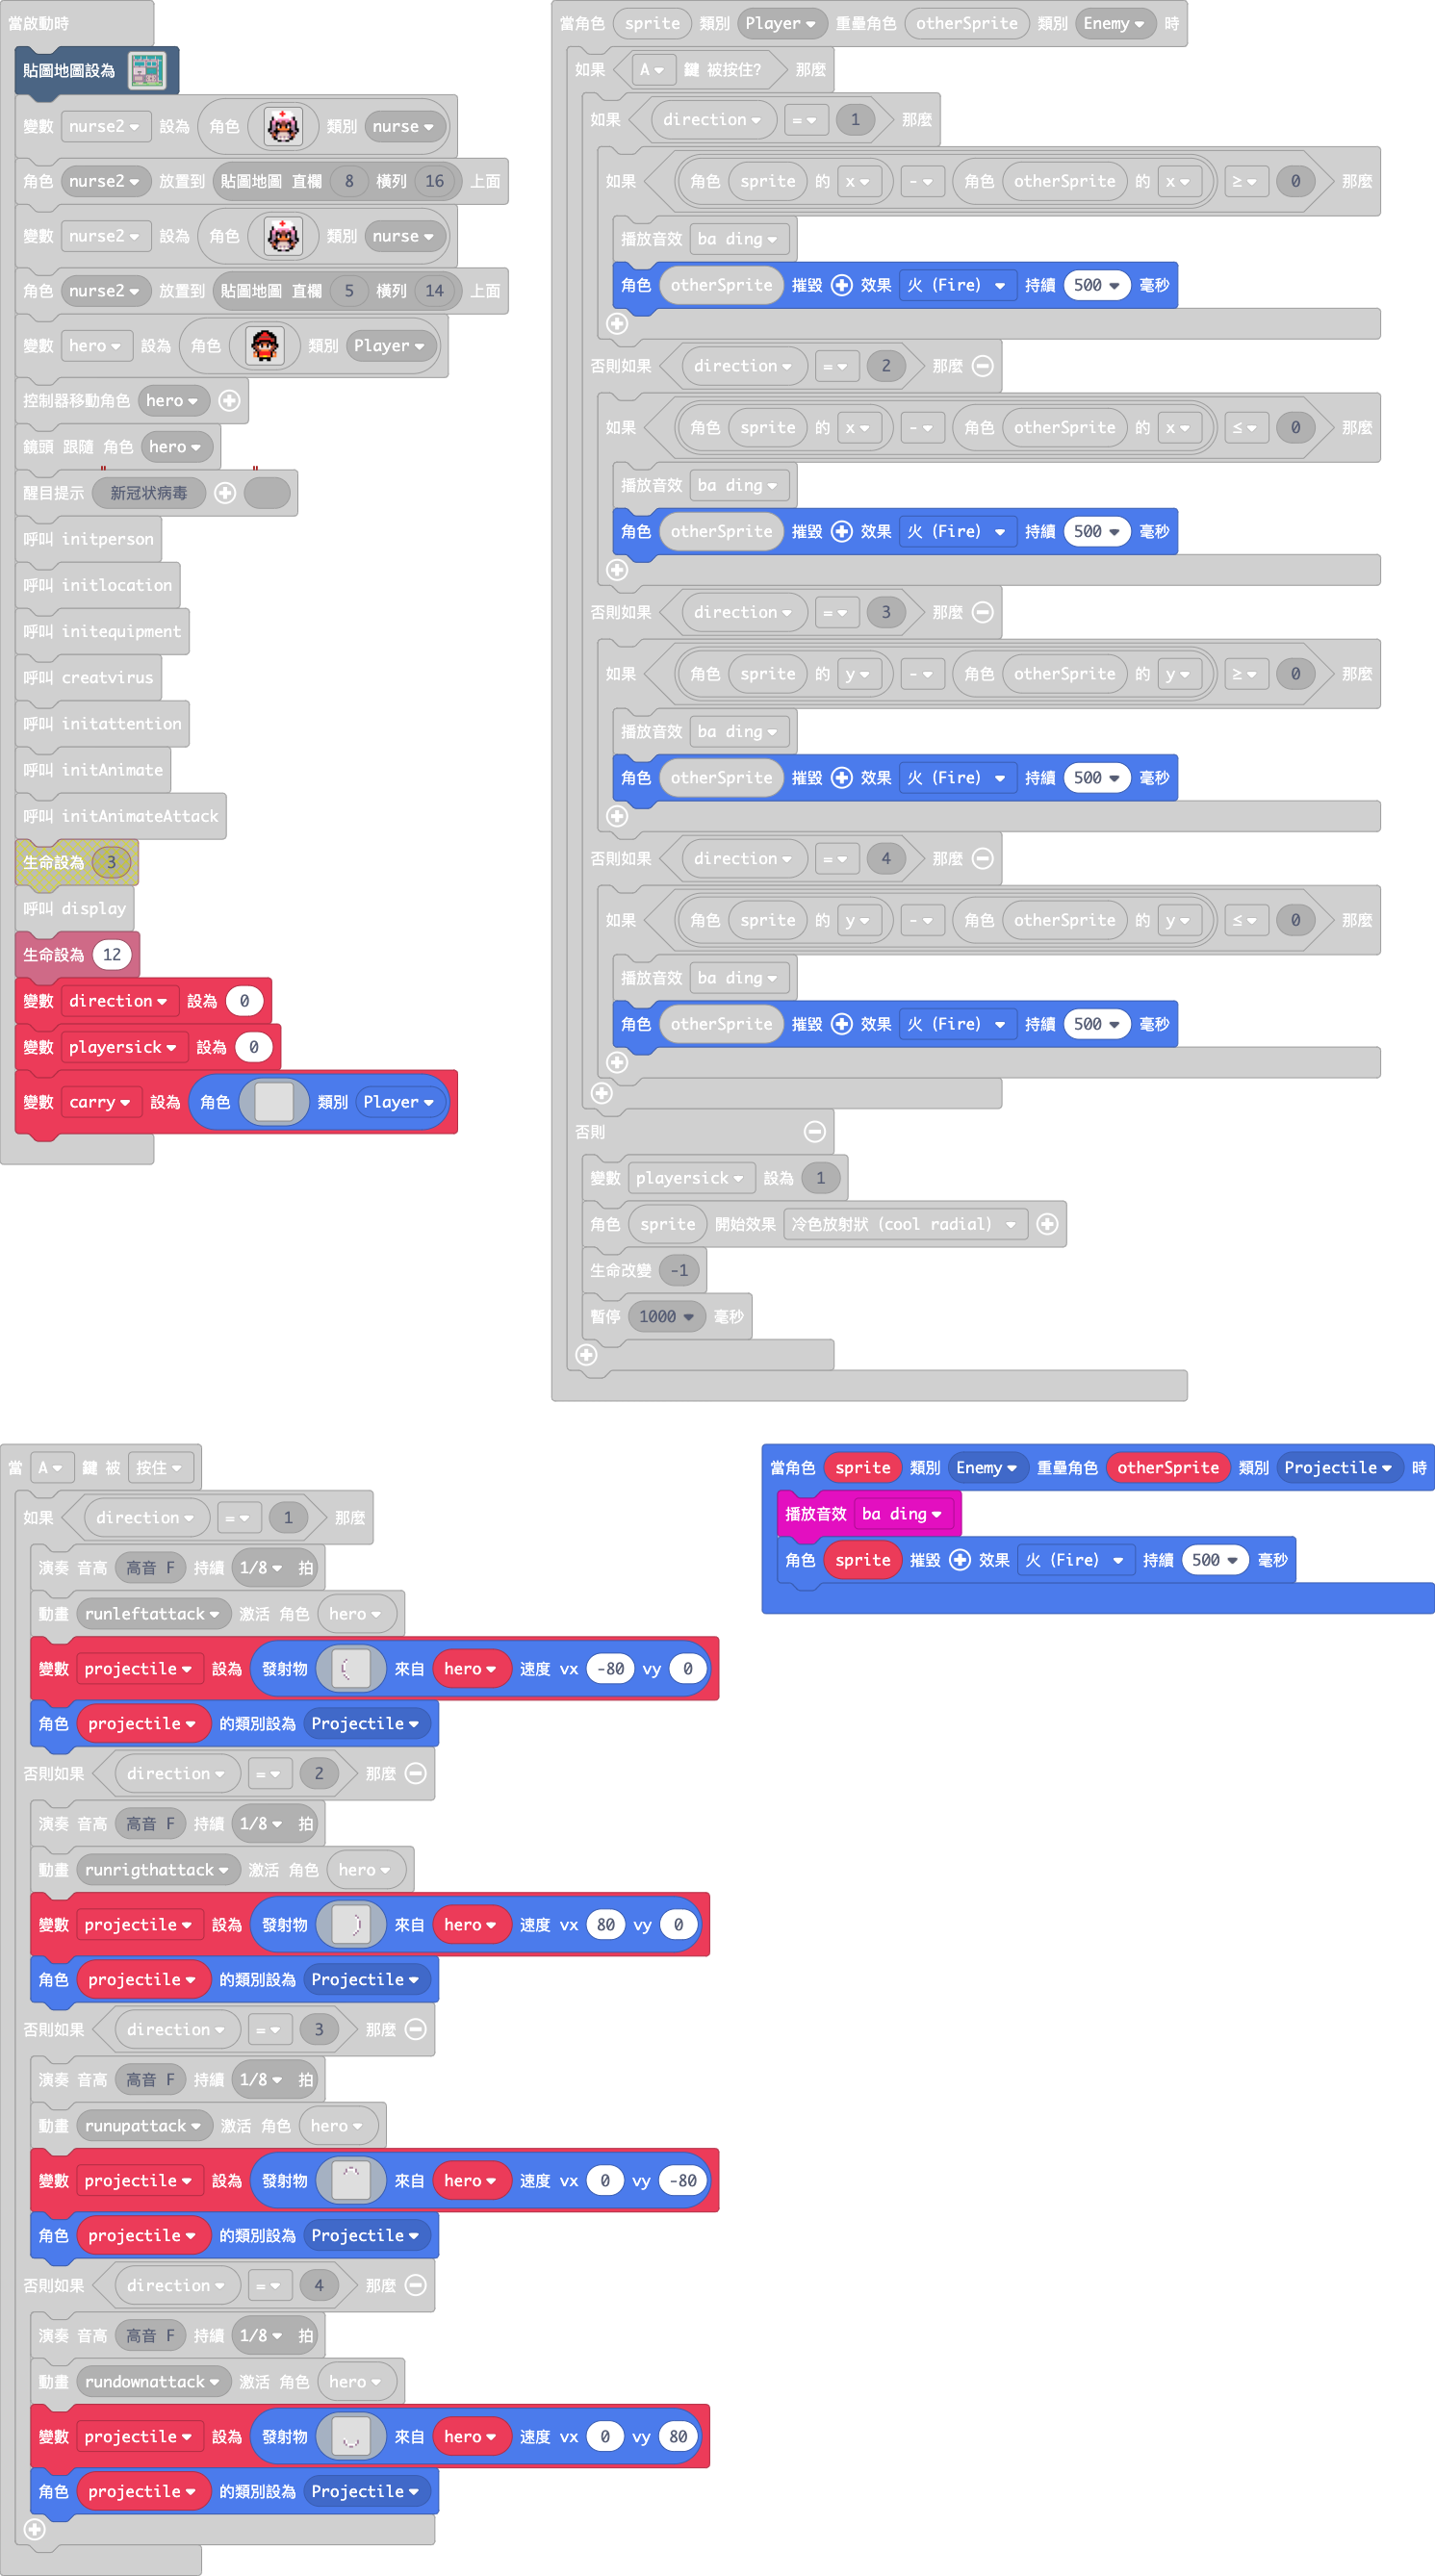 當啟動時
貼圖地圖設為
變數 nurse2 設為 角色 類別 nurse
角色 nurse2 放置到 貼圖地圖 直欄 8 橫列 16 上面
變數 nurse2 設為 角色 類別 nurse
角色 nurse2 放置到 貼圖地圖 直欄 5 橫列 14 上面
變數 hero 設為 角色 類別 Player
控制器移動角色 hero
鏡頭 跟隨 角色 hero
醒目提示 "新冠状病毒"
呼叫 initperson
呼叫 initlocation
呼叫 initequipment
呼叫 creatvirus
呼叫 initattention
呼叫 initAnimate
呼叫 initAnimateAttack
生命設為 3
呼叫 display
生命設為 12
變數 direction 設為 0
變數 playersick 設為 0
變數 carry 設為 角色 類別 Player
當角色 sprite 類別 Player 重疊角色 otherSprite 類別 Enemy 時
如果 A 鍵 被按住? 那麼
如果 direction = 1 那麼
如果 角色 sprite 的 x - 角色 otherSprite 的 x ≥ 0 那麼
播放音效 ba ding
角色 otherSprite 摧毀 效果 火 (Fire) 持續 500 毫秒
否則如果 direction = 2 那麼
如果 角色 sprite 的 x - 角色 otherSprite 的 x ≤ 0 那麼
播放音效 ba ding
角色 otherSprite 摧毀 效果 火 (Fire) 持續 500 毫秒
否則如果 direction = 3 那麼
如果 角色 sprite 的 y - 角色 otherSprite 的 y ≥ 0 那麼
播放音效 ba ding
角色 otherSprite 摧毀 效果 火 (Fire) 持續 500 毫秒
否則如果 direction = 4 那麼
如果 角色 sprite 的 y - 角色 otherSprite 的 y ≤ 0 那麼
播放音效 ba ding
角色 otherSprite 摧毀 效果 火 (Fire) 持續 500 毫秒
否則
變數 playersick 設為 1
角色 sprite 開始效果 冷色放射狀 (cool radial)
生命改變 -1
暫停 1000 毫秒
當 A 鍵 被 按住
如果 direction = 1 那麼
演奏 音高 高音 F 持續 1/8 拍
動畫 runleftattack 激活 角色 hero
變數 projectile 設為 發射物 來自 hero 速度 vx -80 vy 0
角色 projectile 的類別設為 Projectile
否則如果 direction = 2 那麼
演奏 音高 高音 F 持續 1/8 拍
動畫 runrigthattack 激活 角色 hero
變數 projectile 設為 發射物 來自 hero 速度 vx 80 vy 0
角色 projectile 的類別設為 Projectile
否則如果 direction = 3 那麼
演奏 音高 高音 F 持續 1/8 拍
動畫 runupattack 激活 角色 hero
變數 projectile 設為 發射物 來自 hero 速度 vx 0 vy -80
角色 projectile 的類別設為 Projectile
否則如果 direction = 4 那麼
演奏 音高 高音 F 持續 1/8 拍
動畫 rundownattack 激活 角色 hero
變數 projectile 設為 發射物 來自 hero 速度 vx 0 vy 80
角色 projectile 的類別設為 Projectile
當角色 sprite 類別 Enemy 重疊角色 otherSprite 類別 Projectile 時
播放音效 ba ding
角色 sprite 摧毀 效果 火 (Fire) 持續 500 毫秒